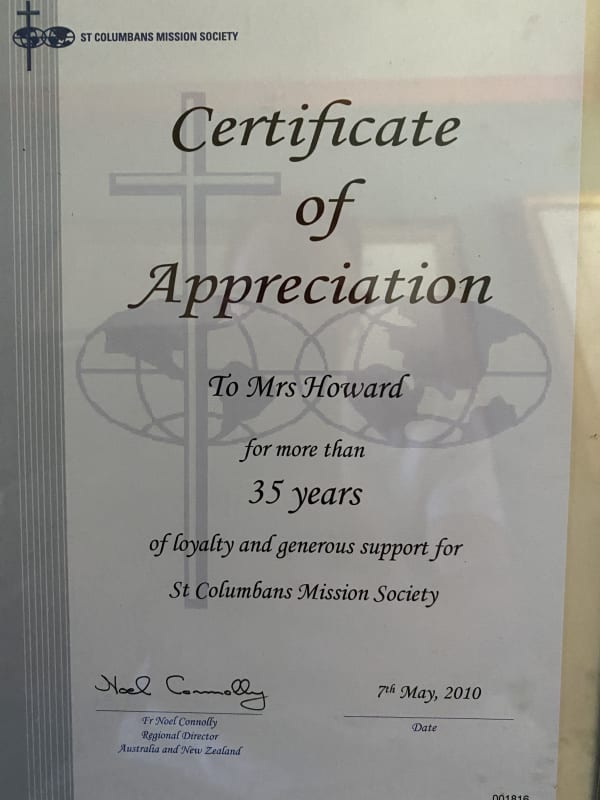 ST COLUMBANS MISSION SOCIETY
Certificate
of
Appreciation
To Mrs Howard
for more than
35 years
of loyalty and generous support for
St Columbans Mission Society
Noel Connolly
7th May, 2010
Fr Noel Connolly
Regional Director
Australia and New Zealand
Date
001816